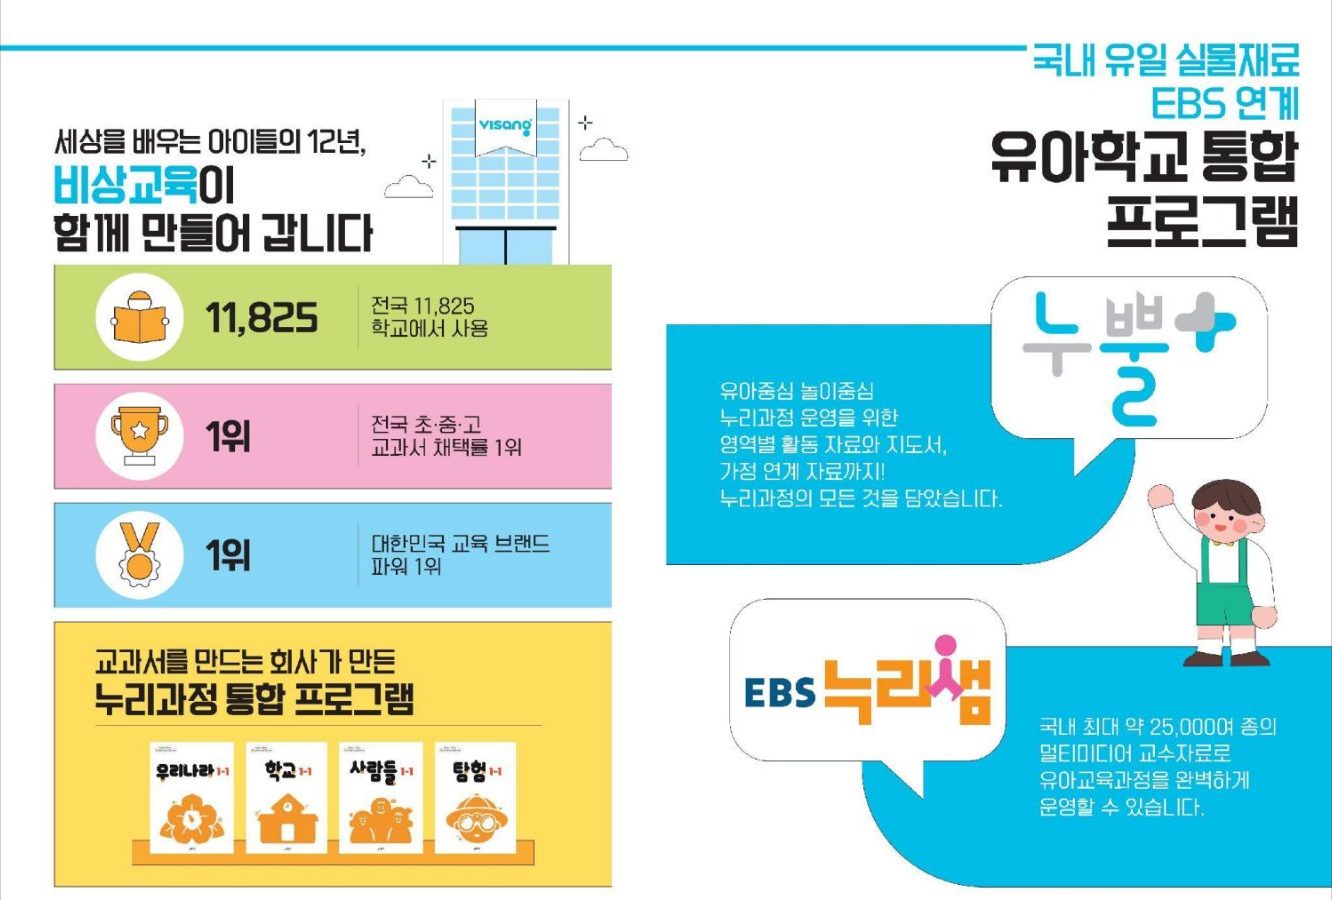 세상을 배우는 아이들의 12년,
비상교육이
함께 만들어 갑니다
visang
11,825
전국 11,825
학교에서 사용
1위
전국 초·중·고
교과서 채택률 1위
1위
대한민국 교육 브랜드
파워 1위
교과서를 만드는 회사가 만든
누리과정 통합 프로그램
우리나라 1-1
학교 1-1
사람들 1-1
탐험 1-1
국내 유일 실물재료
EBS 연계
유아학교 통합
프로그램
누뿔+
유아중심 놀이중심
누리과정 운영을 위한
영역별 활동 자료와 지도서,
가정 연계 자료까지!
누리과정의 모든 것을 담았습니다.
EBS 누리샘
국내 최대 약 25,000여 종의
멀티미디어 교수자료로
유아교육과정을 완벽하게
운영할 수 있습니다.